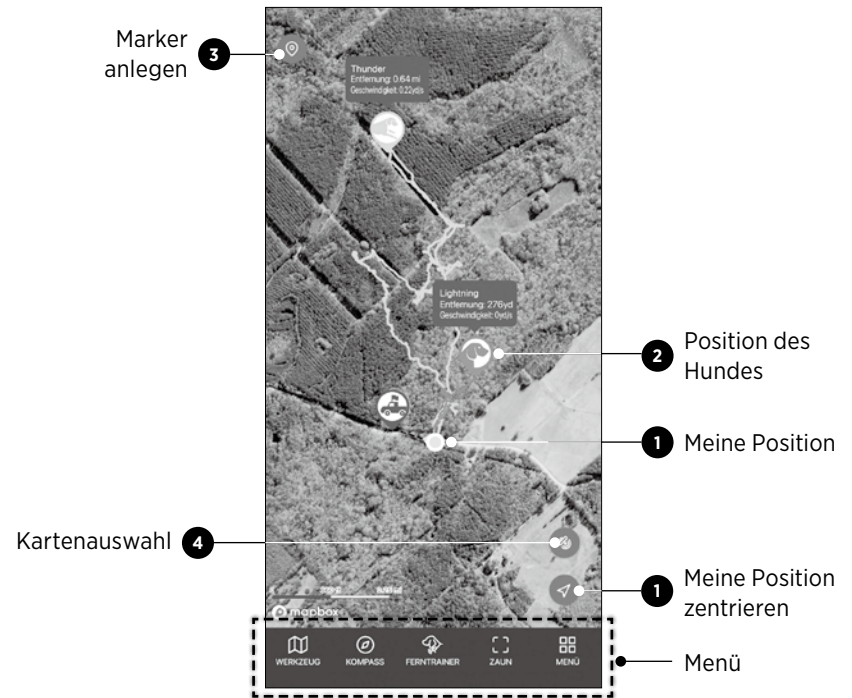 Marker
anlegen
3
Thunder
Entfernung: 0.64 mi
Geschwindigkeit: 0.22yd/s
Lightning
Entfernung: 276yd
Geschwindigkeit: 0yd/s
2
Position des
Hundes
1
Meine Position
Kartenauswahl
4
1
Meine Position
zentrieren
mapbox
WERKZEUG
KOMPASS
FERNTRAINER
ZAUN
MENÜ
Menü